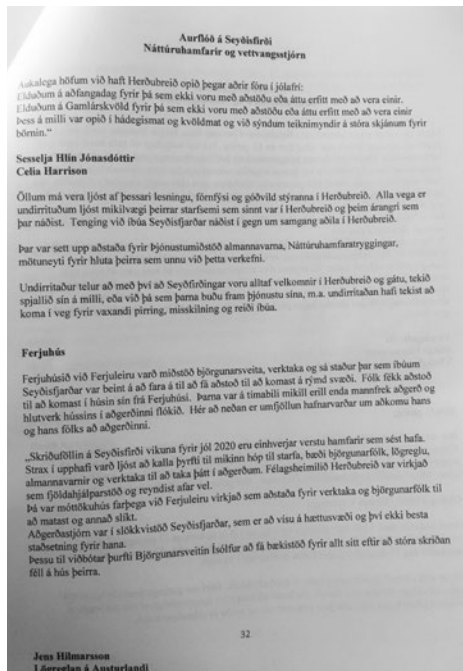 Aurflóð á Seyðisfirði
Náttúruhamfarir og vettvangsstjórn
Aukalega höfum við haft Herðubreið opið þegar aðrir fóru í jólafrí:
Elduðum á aðfangadag fyrir þá sem ekki voru með aðstöðu eða áttu erfitt með að vera einir.
Elduðum á Gamlárskvöld fyrir þá sem ekki voru með aðstöðu eða áttu erfitt með að vera einir
Þess á milli var opið í hádegismat og kvöldmat og við sýndum teiknimyndir á stóra skjánum fyrir
börnin.“
Sesselja Hlín Jónasdóttir
Celia Harrison
Öllum má vera ljóst af þessari lesningu, fórnfýsi og góðvild stýranna í Herðubreið. Alla vega er
undirrituðum ljóst mikilvægi þeirrar starfsemi sem sinnt var í Herðubreið og þeim árangri sem
þar náðist. Tenging við íbúa Seyðisfjarðar náðist í gegn um samgang aðila í Herðubreið.
Þar var sett upp aðstaða fyrir Þjónustumiðstöð almannavarna, Náttúruhamfaratryggingar,
mötuneyti fyrir hluta þeirra sem unnu við þetta verkefni.
Undirritaður telur að með því að Seyðfirðingar voru alltaf velkomnir í Herðubreið og gátu, tekið
spjallið sín á milli, eða við þá sem þarna buðu fram þjónustu sína, m.a. undirritaðan hafi tekist að
koma í veg fyrir vaxandi pirring, misskilning og reiði íbúa.
Ferjuhús
Ferjuhúsið við Ferjuleiru varð miðstöð björgunarsveita, verktaka og sá staður þar sem íbúum
Seyðisfjarðar var beint á að fara á til að fá aðstoð til að komast á rýmd svæði. Fólk fékk aðstoð
til að komast í húsin sín frá Ferjuhúsi. Þarna var á tímabili mikill erill enda mannfrek aðgerð og
hlutverk hússins í aðgerðinni flókið. Hér að neðan er umfjöllun hafnarvarðar um aðkomu hans
og hans fólks að aðgerðinni.
„Skriðuföllin á Seyðisfirði vikuna fyrir jól 2020 eru einhverjar verstu hamfarir sem sést hafa.
Strax í upphafi varð ljóst að kalla þyrfti til mikinn hóp til starfa, bæði björgunarfólk, lögreglu,
almannavarnir og verktaka til að taka þátt í aðgerðum. Félagsheimilið Herðubreið var virkjað
sem fjöldahjálparstöð og reyndist afar vel.
Þá var móttökuhús farþega við Ferjuleiru virkjað sem aðstaða fyrir verktaka og björgunarfólk til
að matast og annað slíkt.
Aðgerðastjórn var í slökkvistöð Seyðisfjarðar, sem er að vísu á hættusvæði og því ekki besta
staðsetning fyrir hana.
Þessu til viðbótar þurfti Björgunarsveitin Ísólfur að fá bækistöð fyrir allt sitt eftir að stóra skriðan
féll á hús þeirra.
32
Jens Hilmarsson
Lögreglan á Austurlandi